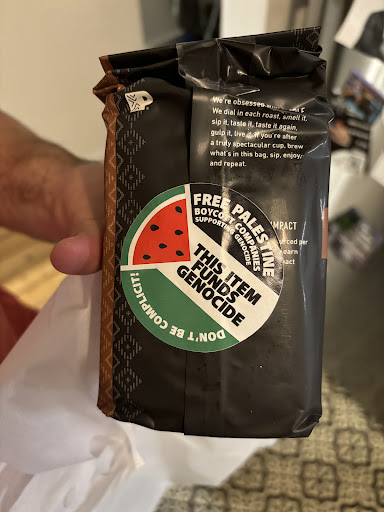 We're obsessed
We dial in each roast, smell it,
sip it, taste it, taste it again,
gulp it, live it. If you're after
a truly spectacular cup, brew
what's in this bag, sip, enjoy,
and repeat.
IMPACT
per
earn
FREE PALESTINE
BOYCOTT COMPANIES
SUPPORTING GENOCIDE
THIS ITEM
FUNDS
GENOCIDE
DON'T BE COMPLICIT!